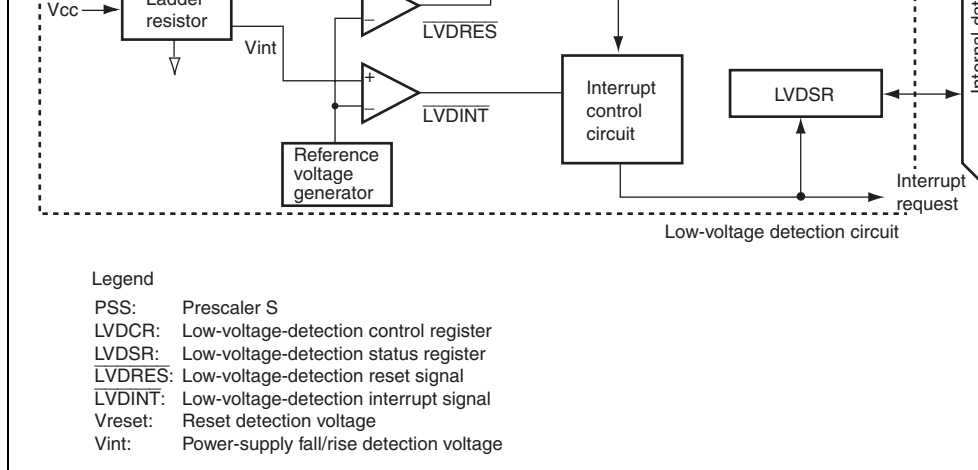 Ladder
resistor
Vcc
Vint
LVDRES
LVDINT
Interrupt
control
circuit
LVDSR
Reference
voltage
generator
Interrupt
request
Low-voltage detection circuit
Legend
PSS: Prescaler S
LVDCR: Low-voltage-detection control register
LVDSR: Low-voltage-detection status register
LVDRES: Low-voltage-detection reset signal
LVDINT: Low-voltage-detection interrupt signal
Vreset: Reset detection voltage
Vint: Power-supply fall/rise detection voltage